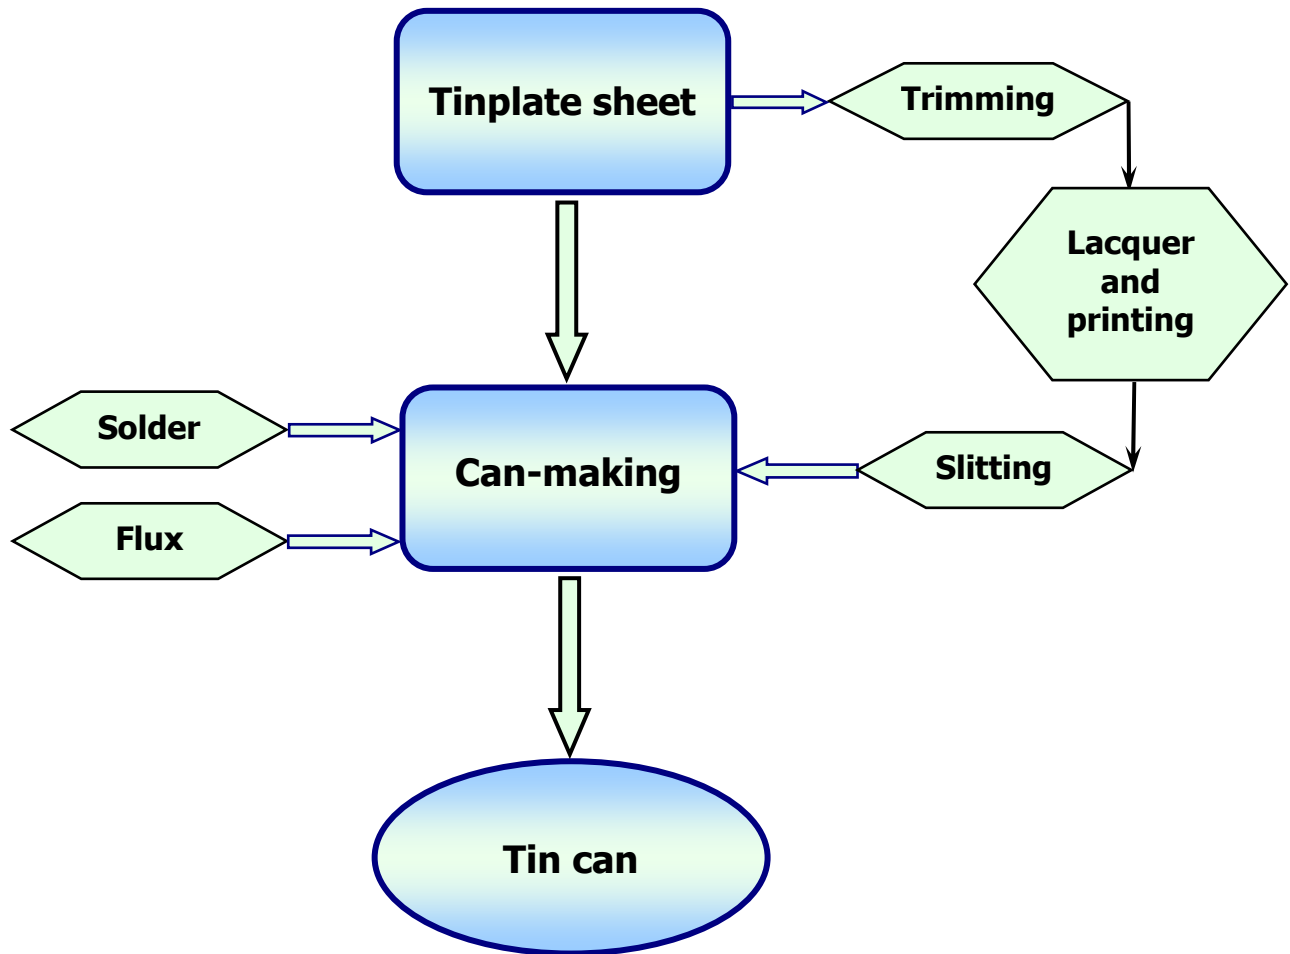 Tinplate sheet
Trimming
Lacquer
and
printing
Solder
Can-making
Slitting
Flux
Tin can